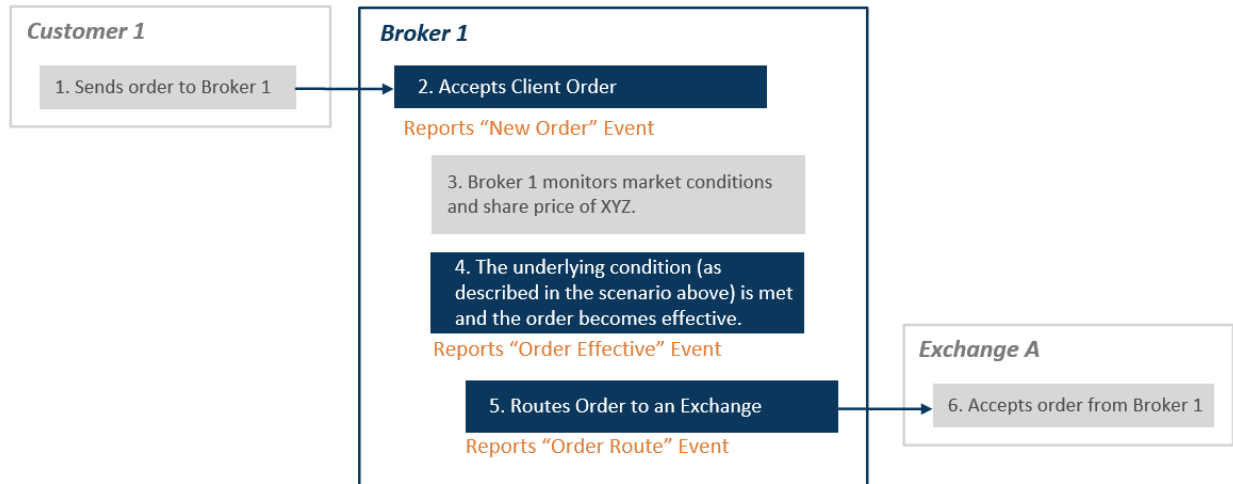 Customer 1
1. Sends order to Broker 1
Broker 1
2. Accepts Client Order
Reports “New Order” Event
3. Broker 1 monitors market conditions
and share price of XYZ.
4. The underlying condition (as
described in the scenario above) is met
and the order becomes effective.
Reports “Order Effective” Event
5. Routes Order to an Exchange
Reports “Order Route” Event
Exchange A
6. Accepts order from Broker 1